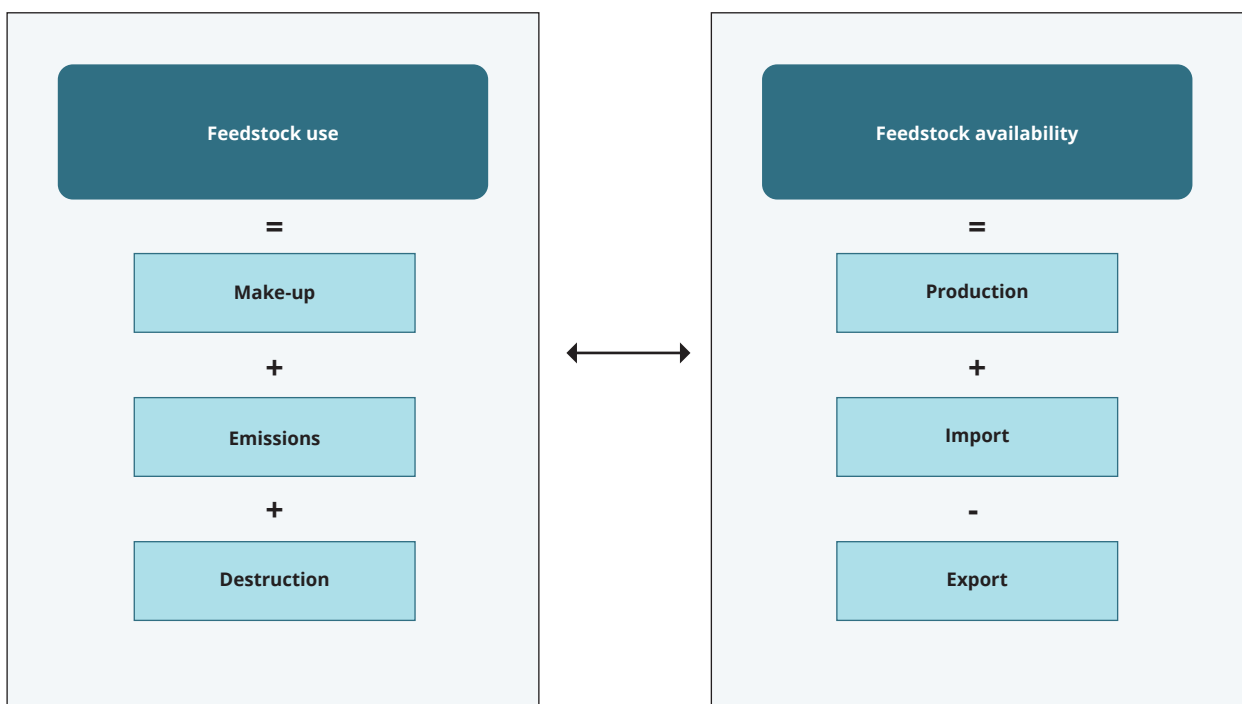 Feedstock use
=
Make-up
+
Emissions
+
Destruction
Feedstock availability
=
Production
+
Import
-
Export